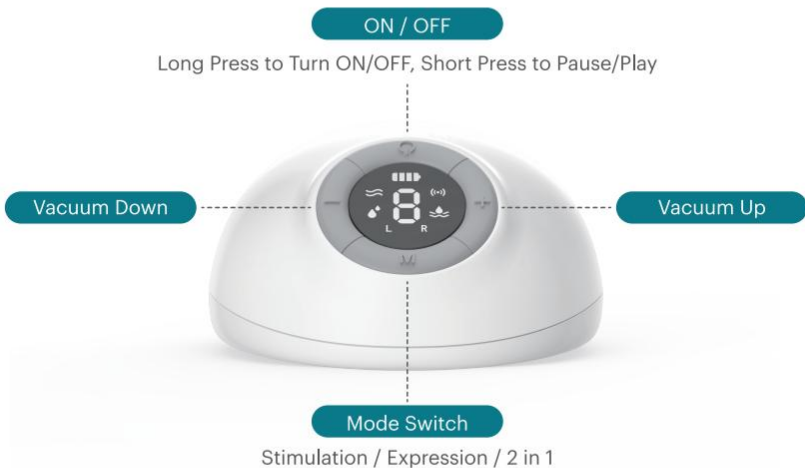 ON / OFF
Long Press to Turn ON/OFF, Short Press to Pause/Play
8
L R
Vacuum Down
Vacuum Up
M
Mode Switch
Stimulation / Expression / 2 in 1